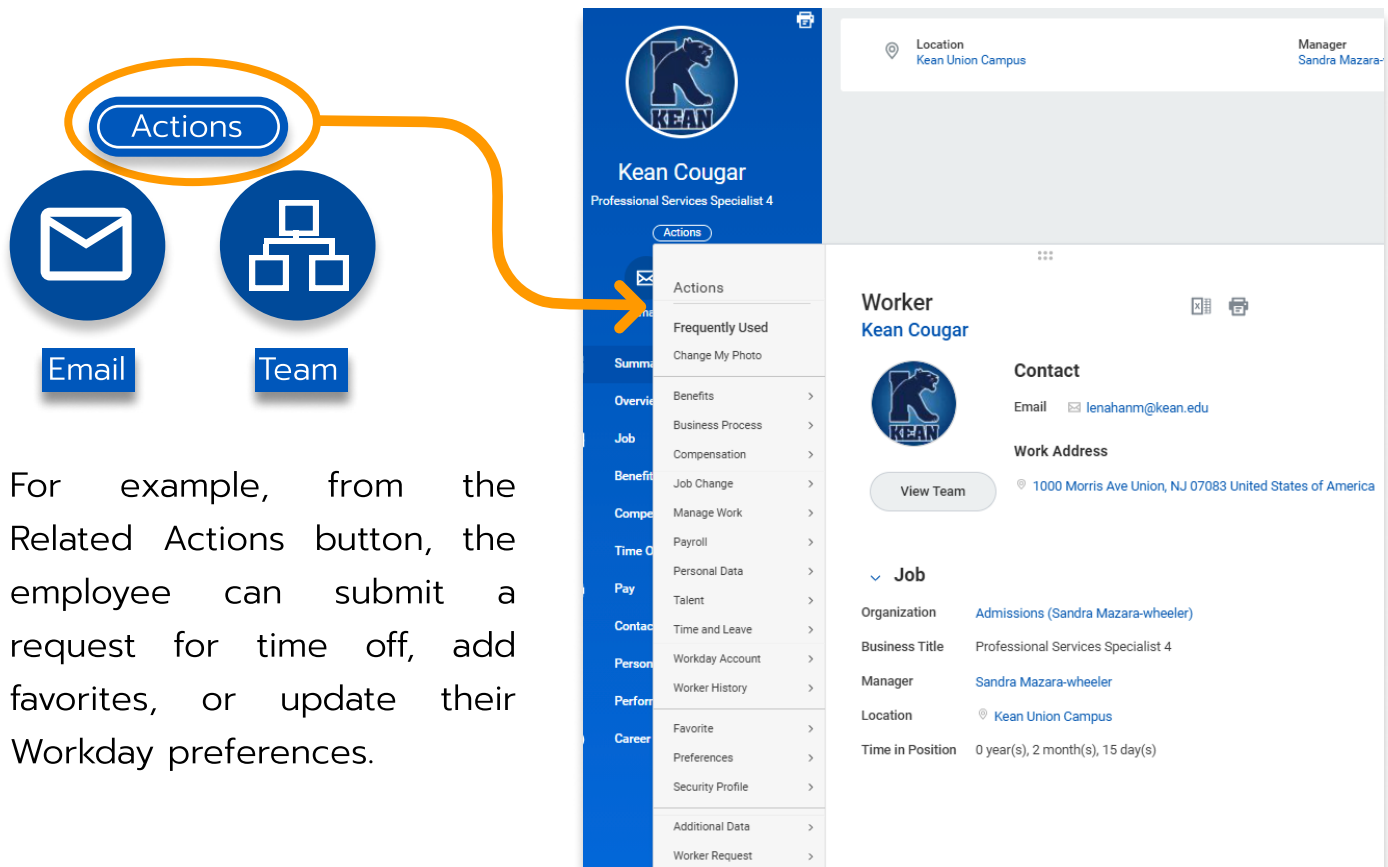 Actions
Email
Team
For example, from the
Related Actions button, the
employee can submit a
request for time off, add
favorites, or update their
Workday preferences.
KEAN
Kean Cougar
Professional Services Specialist 4
Actions
Summa
Overvie
Job
Benefit
Compe
Time O
Pay
Contac
Person
Perform
Career
Location
Kean Union Campus
Manager
Sandra Mazara-
Actions
Frequently Used
Change My Photo
Benefits
Business Process
Compensation
Job Change
Manage Work
Payroll
Personal Data
Talent
Time and Leave
Workday Account
Worker History
Favorite
Preferences
Security Profile
Additional Data
Worker Request
Worker
Kean Cougar
KEAN
View Team
Contact
Email lenahanm@kean.edu
Work Address
1000 Morris Ave Union, NJ 07083 United States of America
Job
Organization Admissions (Sandra Mazara-wheeler)
Business Title Professional Services Specialist 4
Manager Sandra Mazara-wheeler
Location Kean Union Campus
Time in Position 0 year(s), 2 month(s), 15 day(s)